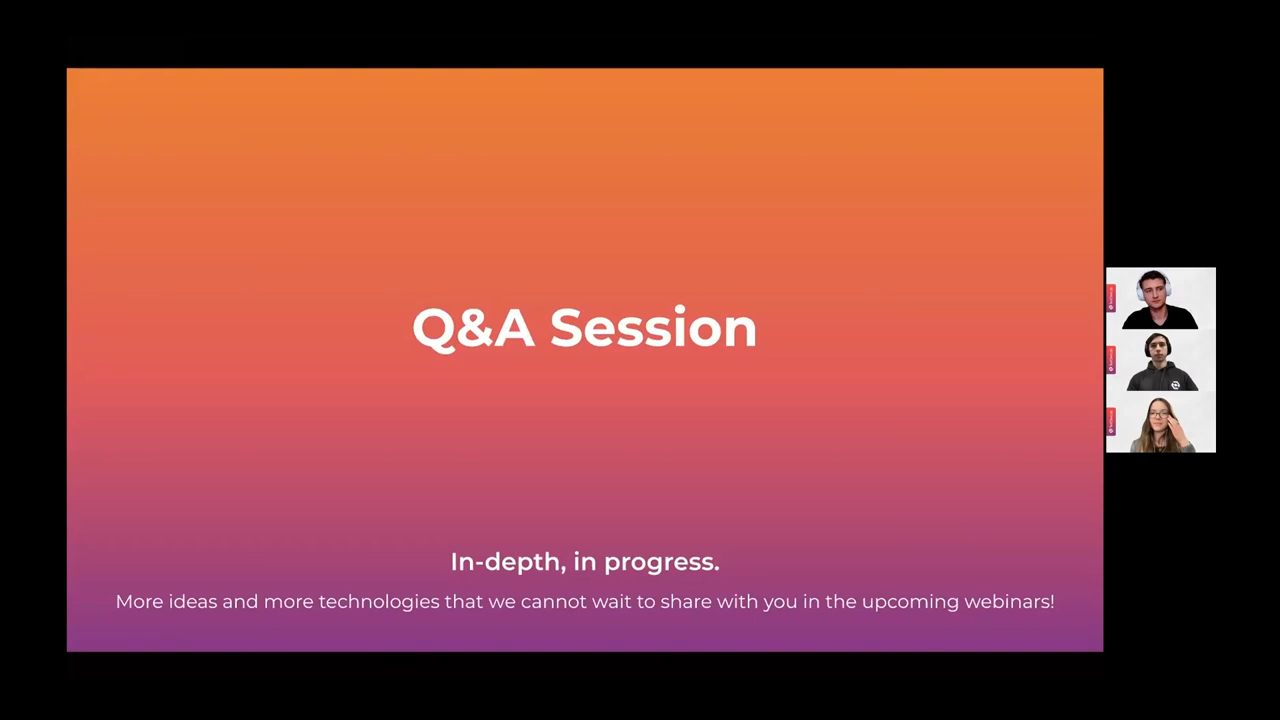 Q&A Session
In-depth, in progress.
More ideas and more technologies that we cannot wait to share with you in the upcoming webinars!